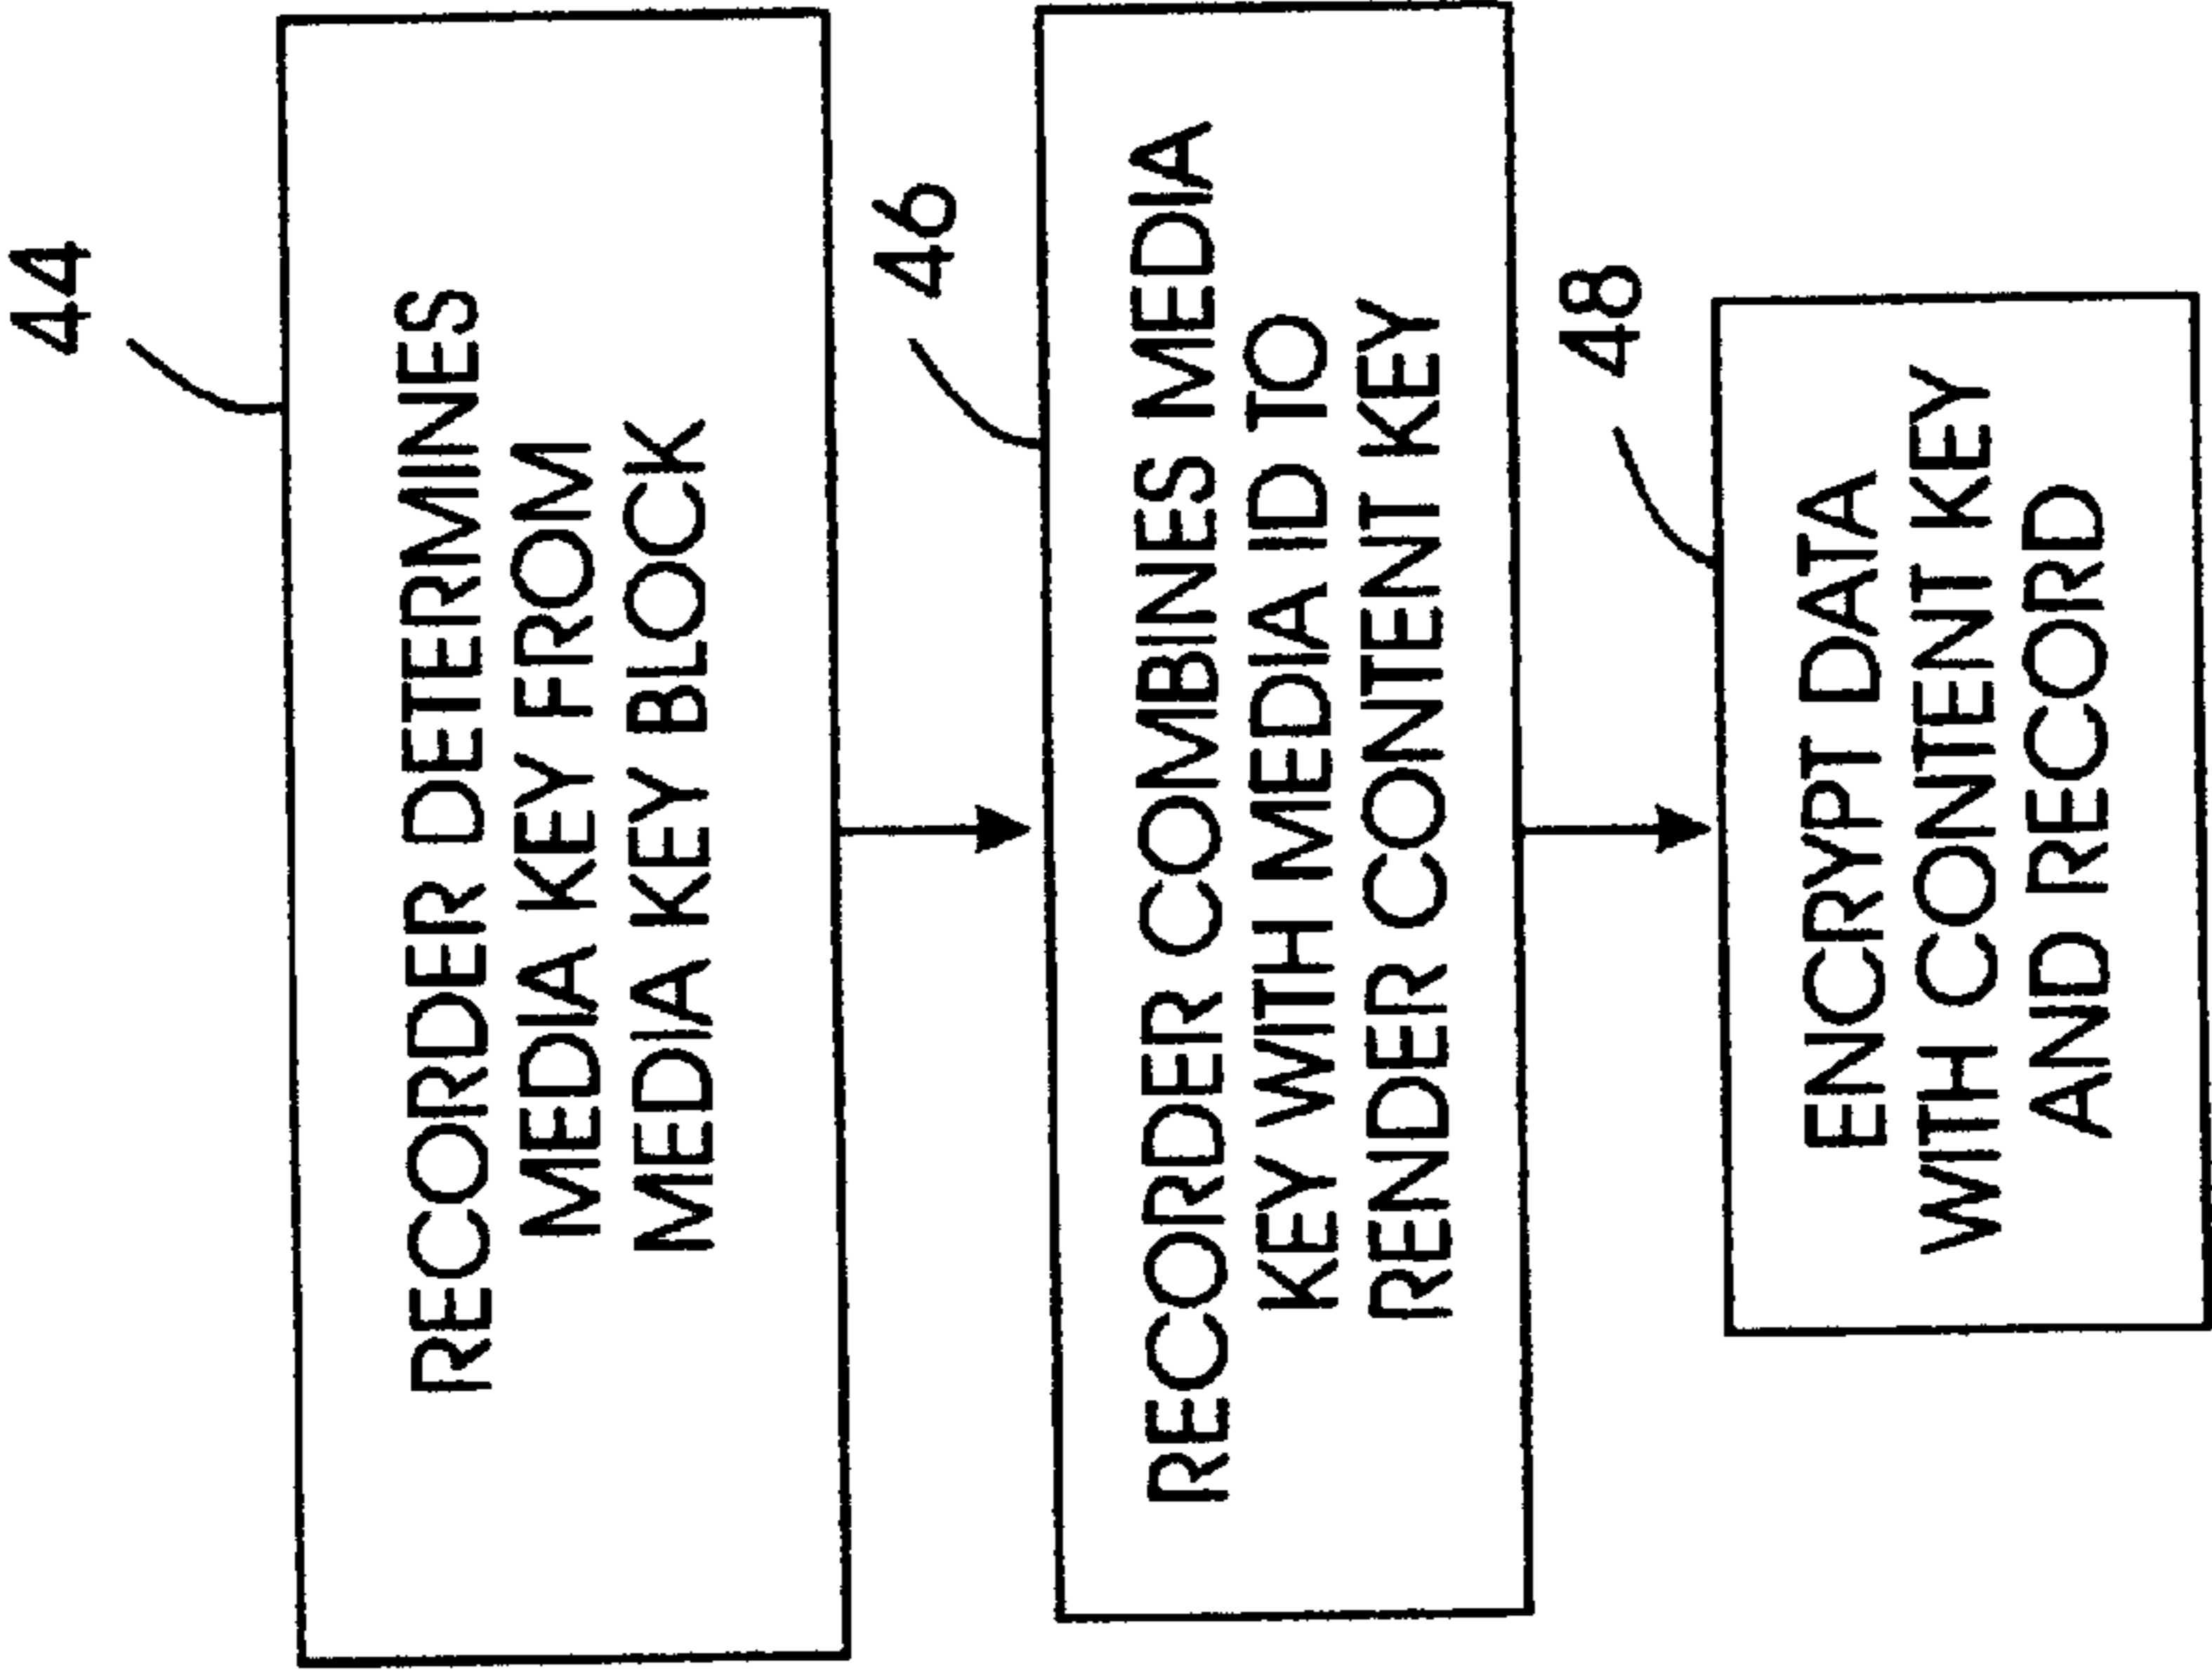 44
RECORDER DETERMINES
MEDIA KEY FROM
MEDIA KEY BLOCK
46
RECORDER COMBINES MEDIA
KEY WITH MEDIA ID TO
RENDER CONTENT KEY
48
ENCRYPT DATA
WITH CONTENT KEY
AND RECORD